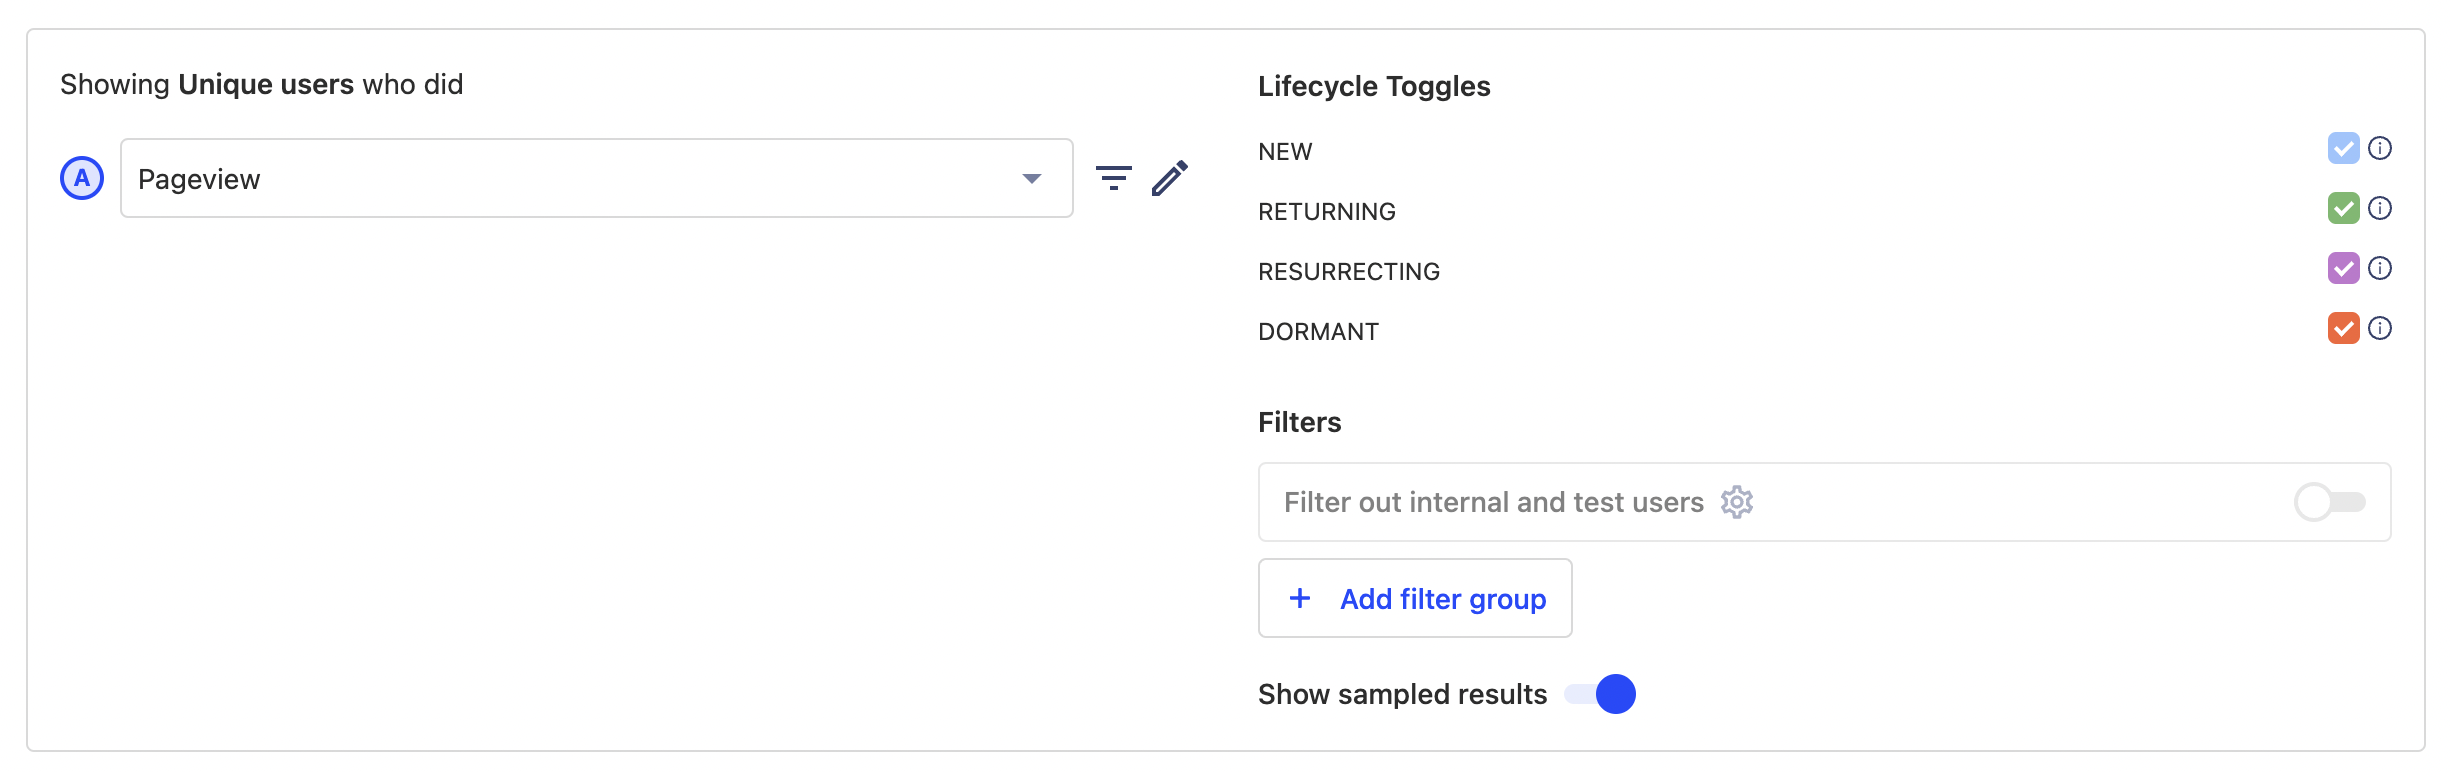 Showing Unique users who did
A
Pageview
Lifecycle Toggles
NEW
RETURNING
RESURRECTING
DORMANT
Filters
Filter out internal and test users
+ Add filter group
Show sampled results